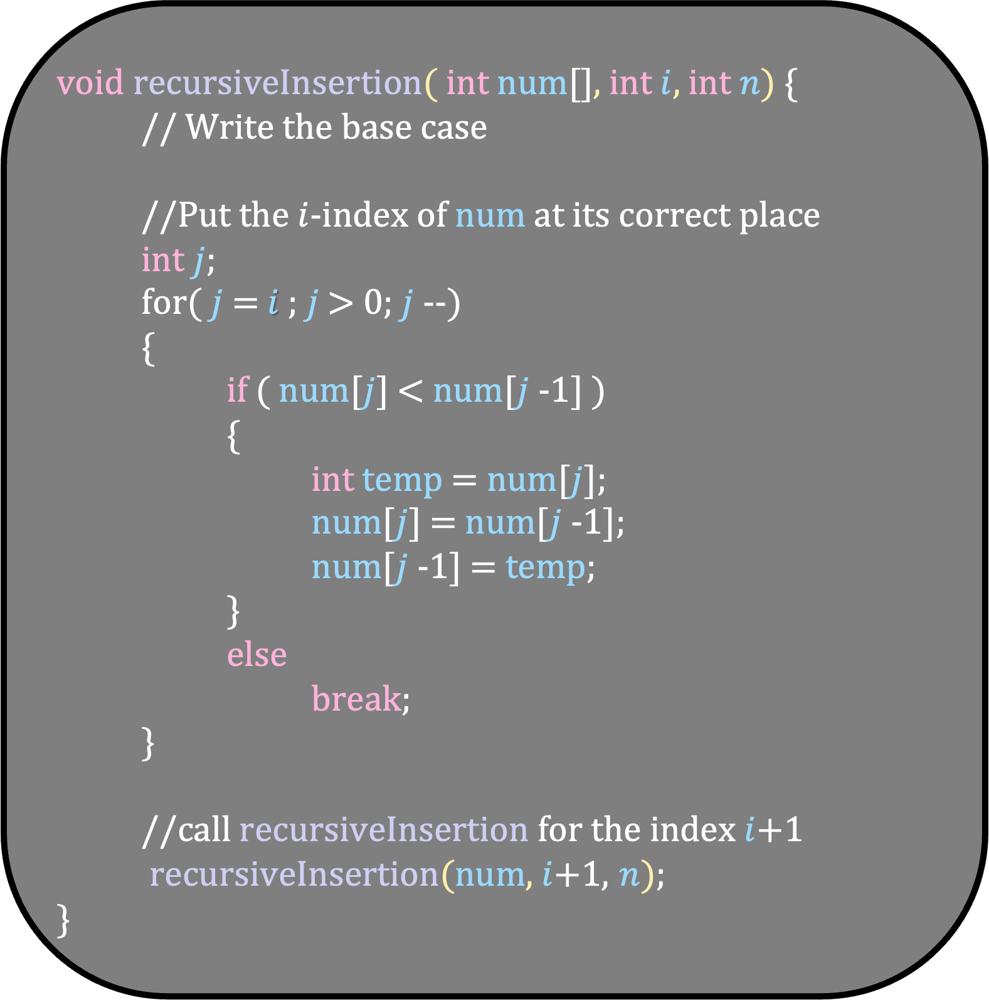 void recursiveInsertion( int num[], int i, int n) {
// Write the base case
//Put the i-index of num at its correct place
int j;
for( j = i ; j > 0; j --)
{
if ( num[j] < num[j -1] )
{
int temp = num[j];
num[j] = num[j -1];
num[j -1] = temp;
}
else
break;
}
//call recursiveInsertion for the index i+1
recursiveInsertion(num, i+1, n);
}